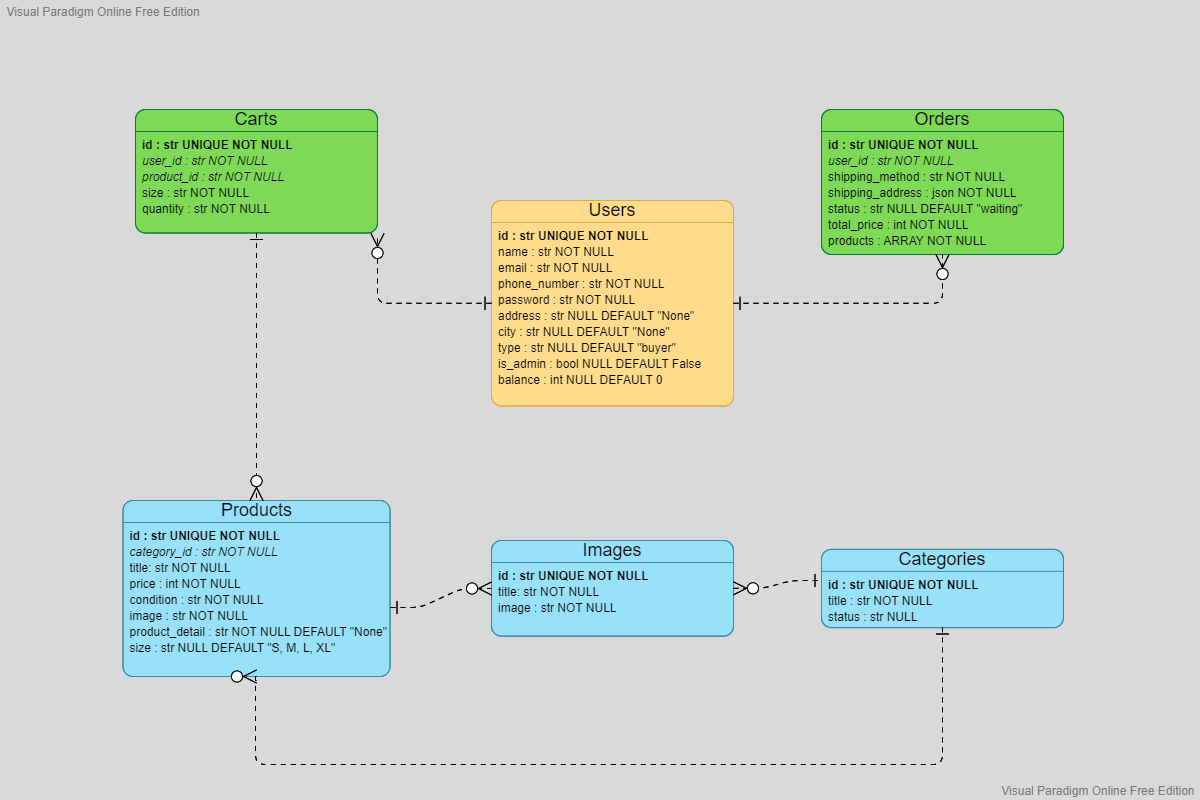 Visual Paradigm Online Free Edition
Carts
id : str UNIQUE NOT NULL
user_id : str NOT NULL
product_id : str NOT NULL
size : str NOT NULL
quantity : str NOT NULL
Orders
id : str UNIQUE NOT NULL
user_id : str NOT NULL
shipping_method : str NOT NULL
shipping_address : json NOT NULL
status : str NULL DEFAULT "waiting"
total_price : int NOT NULL
products : ARRAY NOT NULL
Users
id : str UNIQUE NOT NULL
name : str NOT NULL
email : str NOT NULL
phone_number : str NOT NULL
password : str NOT NULL
address : str NULL DEFAULT "None"
city : str NULL DEFAULT "None"
type : str NULL DEFAULT "buyer"
is_admin : bool NULL DEFAULT False
balance : int NULL DEFAULT 0
Products
id : str UNIQUE NOT NULL
category_id : str NOT NULL
title: str NOT NULL
price : int NOT NULL
condition : str NOT NULL
image : str NOT NULL
product_detail : str NOT NULL DEFAULT "None"
size : str NULL DEFAULT "S, M, L, XL"
Images
id : str UNIQUE NOT NULL
title: str NOT NULL
image : str NOT NULL
Categories
id : str UNIQUE NOT NULL
title : str NOT NULL
status : str NULL
Visual Paradigm Online Free Edition